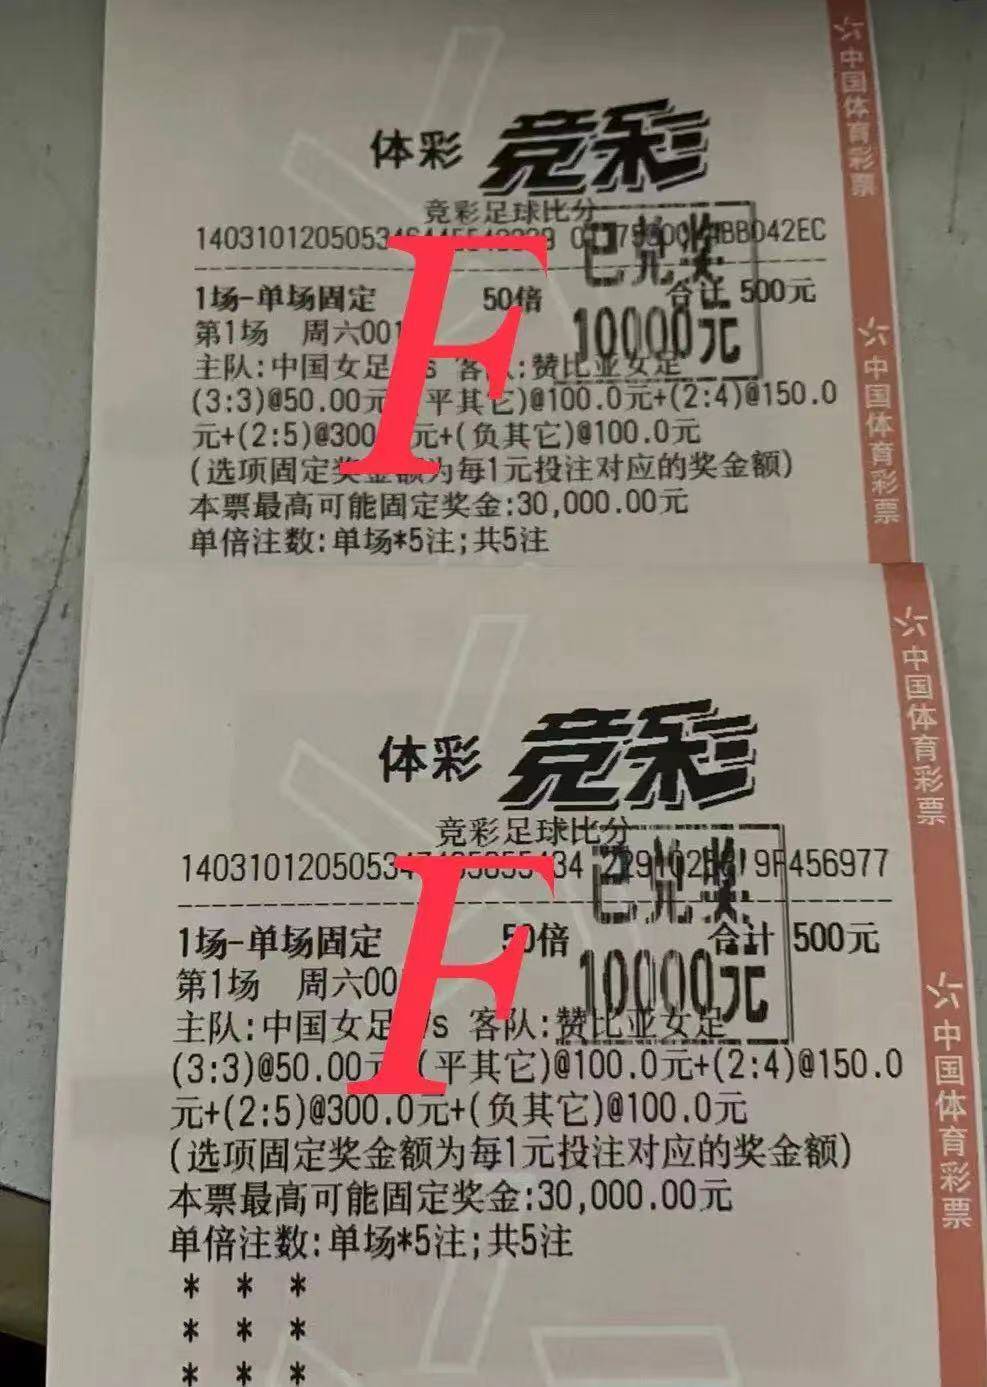 体彩 竞彩
竞彩足球比分
已兑奖
1场-单场固定 50倍 合计 500元
10000元
第1场 周六001
主队:中国女足 Vs 客队:赞比亚女足
(3:3)@50.00元+(平其它)@100.0元+(2:4)@150.0
元+(2:5)@300.0元+(负其它)@100.0元
(选项固定奖金额为每1元投注对应的奖金额)
本票最高可能固定奖金:30,000.00元
单倍注数:单场*5注;共5注
中国体育彩票
中国体育彩票
F
体彩 竞彩
竞彩足球比分
已兑奖
1场-单场固定 50倍 合计 500元
10000元
第1场 周六00
主队:中国女足 Vs 客队:赞比亚女足
(3:3)@50.00元+(平其它)@100.0元+(2:4)@150.0
元+(2:5)@300.0元+(负其它)@100.0元
(选项固定奖金额为每1元投注对应的奖金额)
本票最高可能固定奖金:30,000.00元
单倍注数:单场*5注;共5注
* * *
* * *
* * *
中国体育彩票
中国体育彩票
F